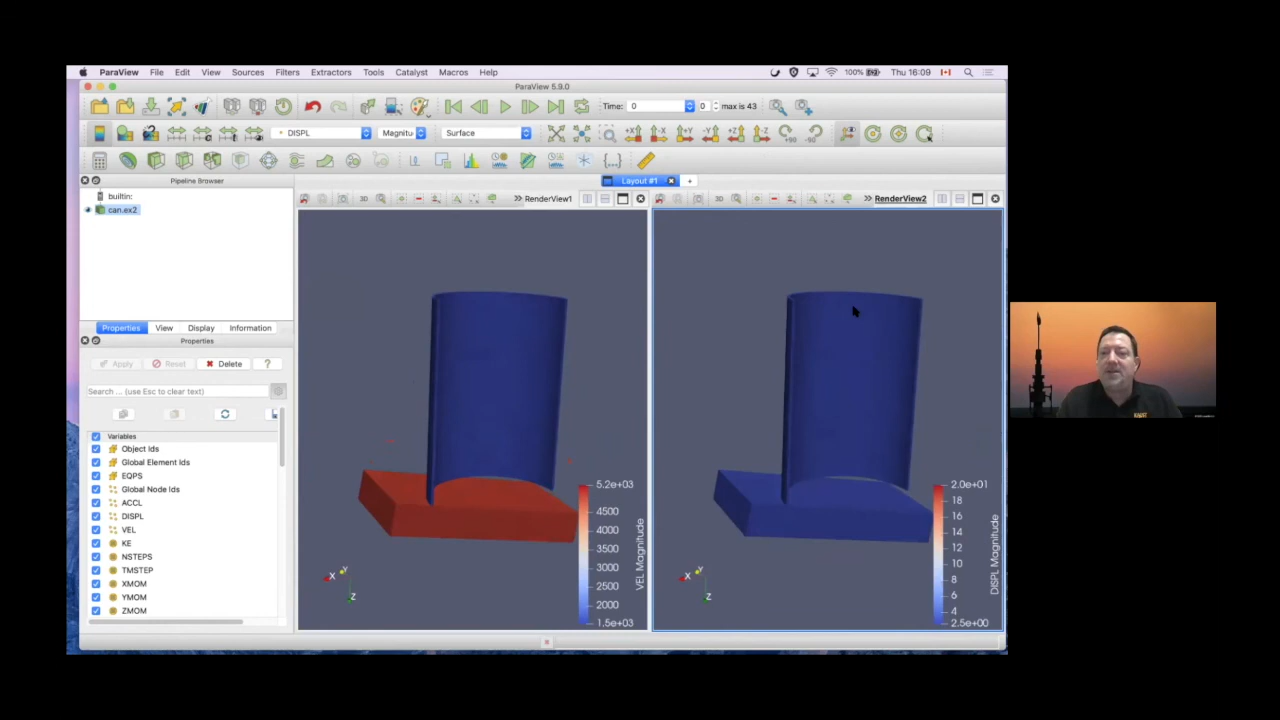 ParaView File Edit View Sources Filters Extractors Tools Catalyst Macros Help 100% Thu 16:09
ParaView 5.9.0
Time: 0 0 max is 43
DISPL Magnitu Surface +X -X +Y -Y +Z -Z +90 -90
Pipeline Browser
Layout #1 +
builtin:
can.ex2
3D RenderView1
3D RenderView2
Properties View Display Information
Properties
Apply Reset Delete ?
Search ... (use Esc to clear text)
Variables
Object Ids
Global Element Ids
EQPS
Global Node Ids
ACCL
DISPL
VEL
KE
NSTEPS
TMSTEP
XMOM
YMOM
ZMOM
5.2e+03
4500
4000
3500
3000
2500
2000
1.5e+03
VEL Magnitude
X Y Z
2.0e+01
18
16
14
12
10
8
6
4
2.5e+00
DISPL Magnitude
X Y Z